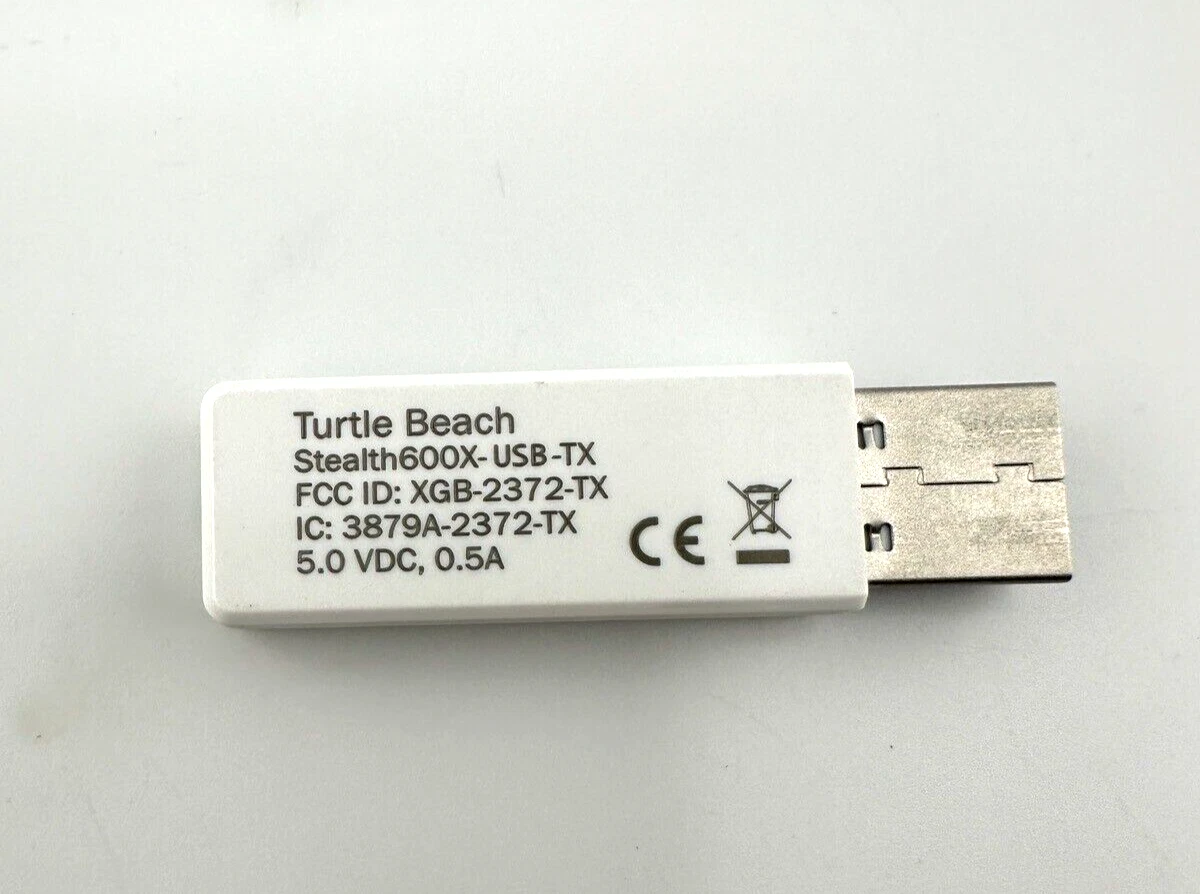 Turtle Beach
Stealth600X-USB-TX
FCC ID: XGB-2372-TX
IC: 3879A-2372-TX
5.0 VDC, 0.5A
CE